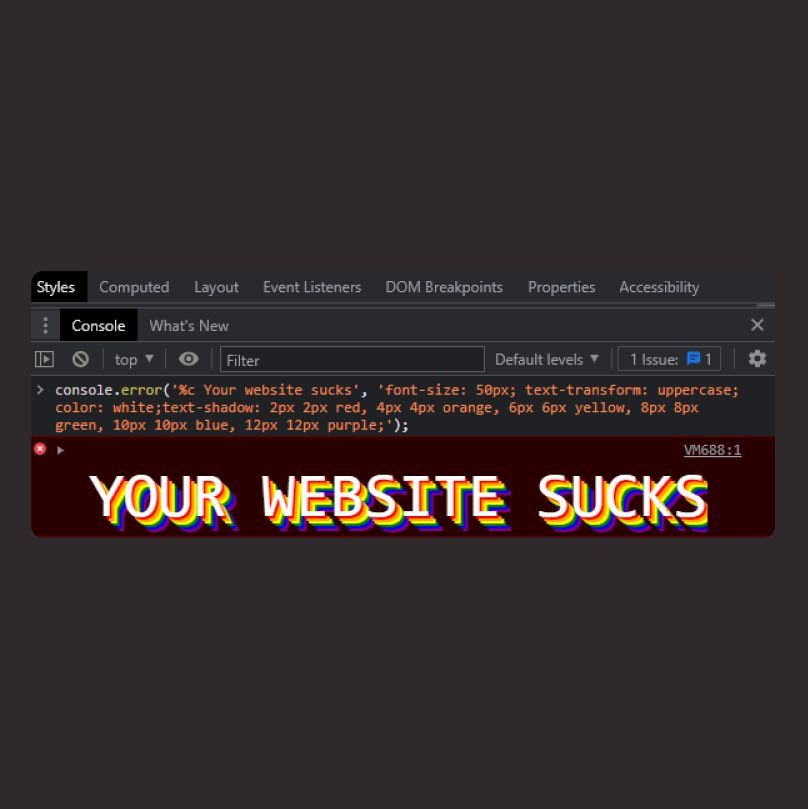 Styles Computed Layout Event Listeners DOM Breakpoints Properties Accessibility
Console What's New
top Filter Default levels 1 Issue: 1
console.error('%c Your website sucks', 'font-size: 50px; text-transform: uppercase;
color: white;text-shadow: 2px 2px red, 4px 4px orange, 6px 6px yellow, 8px 8px
green, 10px 10px blue, 12px 12px purple;');
VM688:1
YOUR WEBSITE SUCKS